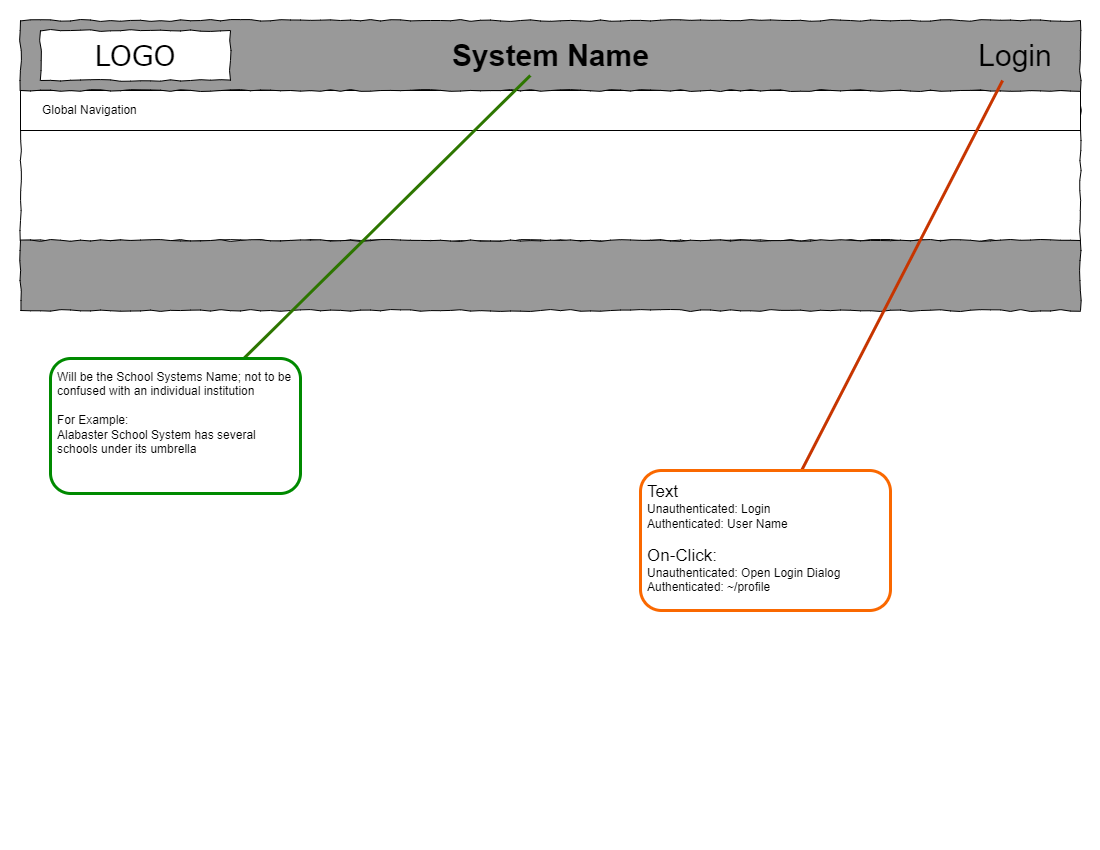 LOGO
System Name
Login
Global Navigation
Will be the School Systems Name; not to be
confused with an individual institution
For Example:
Alabaster School System has several
schools under its umbrella
Text
Unauthenticated: Login
Authenticated: User Name
On-Click:
Unauthenticated: Open Login Dialog
Authenticated: ~/profile